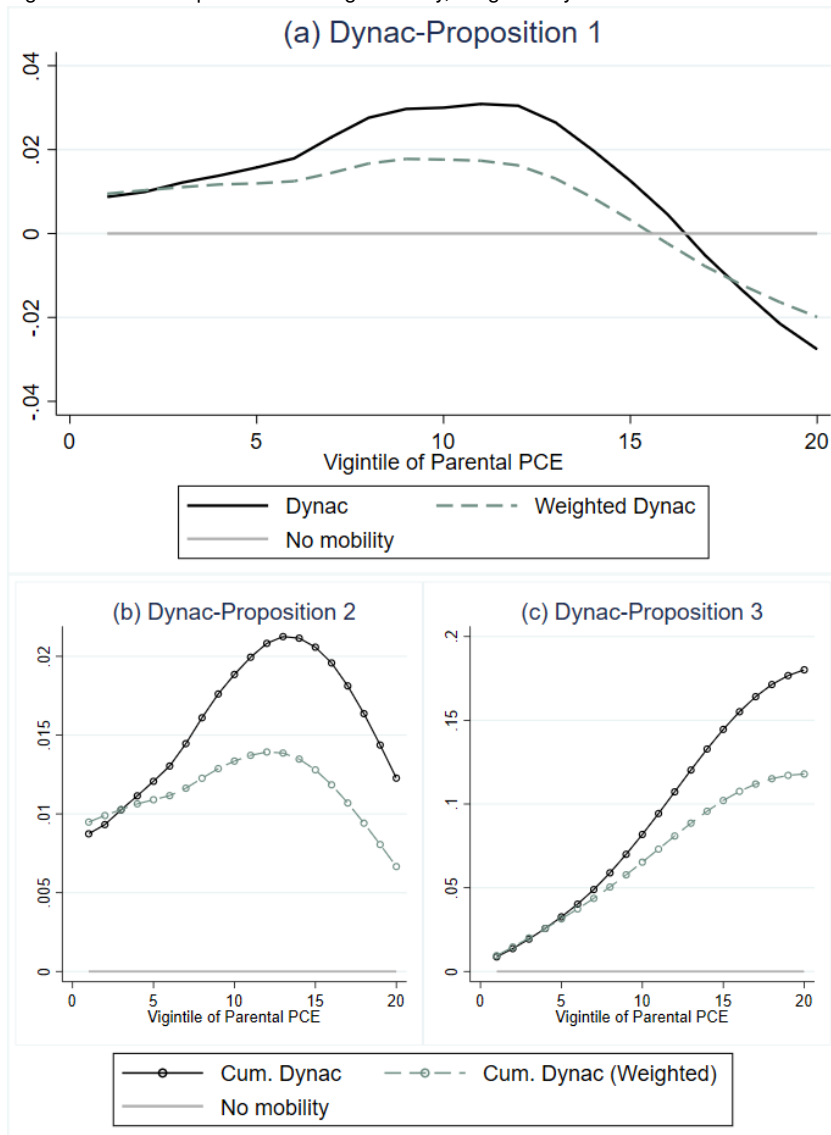 (a) Dynac-Proposition 1
.04
.02
0
-.02
-.04
0
5
10
15
20
Vigintile of Parental PCE
Dynac
Weighted Dynac
No mobility
(b) Dynac-Proposition 2
.02
.015
.01
.005
0
0
5
10
15
20
Vigintile of Parental PCE
(c) Dynac-Proposition 3
.2
.15
.1
.05
0
0
5
10
15
20
Vigintile of Parental PCE
Cum. Dynac
Cum. Dynac (Weighted)
No mobility